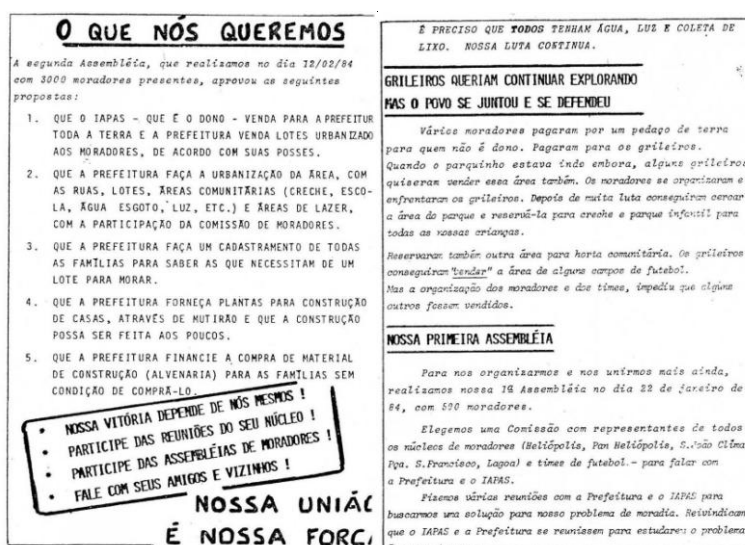 O QUE NÓS QUEREMOS
A segunda Assembléia, que realizamos no dia 12/02/84
com 3000 moradores presentes, aprovou as seguintes
propostas:
1. QUE O IAPAS - QUE É O DONO - VENDA PARA A PREFEITUR
TODA A TERRA E A PREFEITURA VENDA LOTES URBANIZADO
AOS MORADORES, DE ACORDO COM SUAS POSSES.
2. QUE A PREFEITURA FAÇA A URBANIZAÇÃO DA ÁREA, COM
AS RUAS, LOTES, ÁREAS COMUNITÁRIAS (CRECHE, ESCO-
LA, ÁGUA ESGOTO, LUZ, ETC.) E ÁREAS DE LAZER,
COM A PARTICIPAÇÃO DA COMISSÃO DE MORADORES.
3. QUE A PREFEITURA FAÇA UM CADASTRAMENTO DE TODAS
AS FAMÍLIAS PARA SABER AS QUE NECESSITAM DE UM
LOTE PARA MORAR.
4. QUE A PREFEITURA FORNEÇA PLANTAS PARA CONSTRUÇÃO
DE CASAS, ATRAVÉS DE MUTIRÃO E QUE A CONSTRUÇÃO
POSSA SER FEITA AOS POUCOS.
5. QUE A PREFEITURA FINANCIE A COMPRA DE MATERIAL
DE CONSTRUÇÃO (ALVENARIA) PARA AS FAMÍLIAS SEM
CONDIÇÃO DE COMPRÁ-LO.
• NOSSA VITÓRIA DEPENDE DE NÓS MESMOS !
• PARTICIPE DAS REUNIÕES DO SEU NÚCLEO !
• PARTICIPE DAS ASSEMBLÉIAS DE MORADORES !
• FALE COM SEUS AMIGOS E VIZINHOS !
NOSSA UNIÃO
É NOSSA FORÇA
É PRECISO QUE TODOS TENHAM ÁGUA, LUZ E COLETA DE
LIXO. NOSSA LUTA CONTINUA.
GRILEIROS QUERIAM CONTINUAR EXPLORANDO
MAS O POVO SE JUNTOU E SE DEFENDEU
Vários moradores pagaram por um pedaço de terra
para quem não é dono. Pagaram para os grileiros.
Quando o parquinho estava indo embora, alguns grileiros
quiseram vender essa área também. Os moradores se organizaram e
enfrentaram os grileiros. Depois de muita luta conseguiram cercar
a área do parque e reservá-la para creche e parque infantil para
todas as nossas crianças.
Reservaram também outra área para horta comunitária. Os grileiros
conseguiram "vender" a área de alguns campos de futebol.
Mas a organização dos moradores e dos times, impediu que alguns
outros fossem vendidos.
NOSSA PRIMEIRA ASSEMBLÉIA
Para nos organizarmos e nos unirmos mais ainda,
realizamos nossa 1ª Assembléia no dia 22 de janeiro de
84, com 590 moradores.
Elegemos uma Comissão com representantes de todos
os núcleos de moradores (Heliópolis, Pan Heliópolis, S.João Clíma
Pça. S.Francisco, Lagoa) e times de futebol.- para falar com
a Prefeitura e o IAPAS.
Fizemos várias reuniões com a Prefeitura e o IAPAS para
buscarmos uma solução para nosso problema de moradia. Reivindicam
que o IAPAS e a Prefeitura se reunissem para estudarem o problema